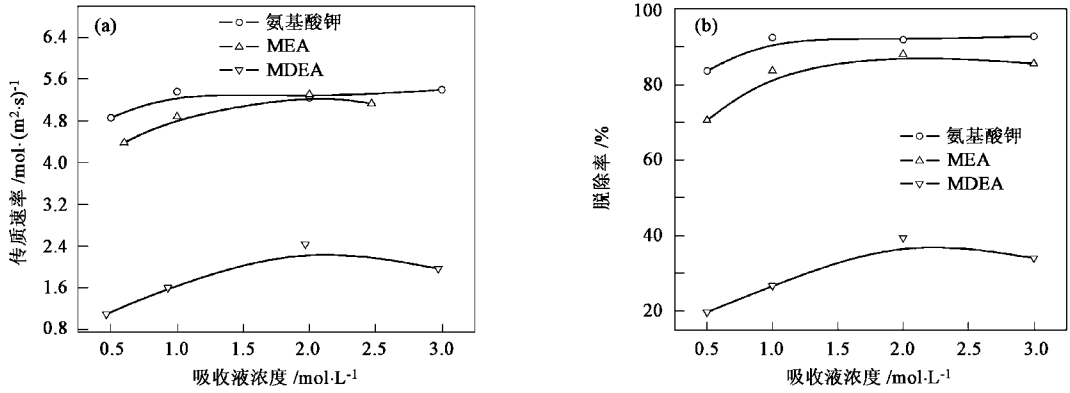 (a)
氨基酸钾
MEA
MDEA
6.4
5.6
4.8
4.0
3.2
2.4
1.6
0.8
传质速率 /mol·(m²·s)⁻¹
0.5 1.0 1.5 2.0 2.5 3.0
吸收液浓度 /mol·L⁻¹
(b)
100
80
60
40
20
脱除率 /%
氨基酸钾
MEA
MDEA
0.5 1.0 1.5 2.0 2.5 3.0
吸收液浓度 /mol·L⁻¹